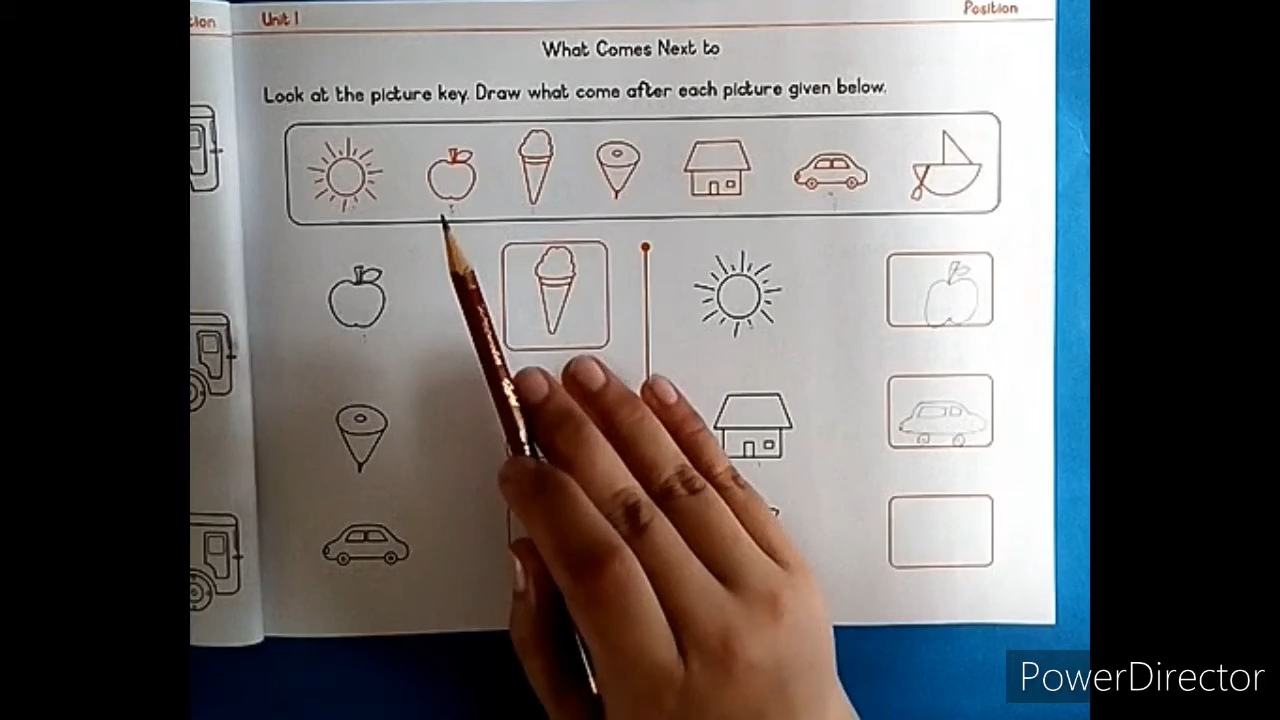 tion
Unit 1
Position
What Comes Next to
Look at the picture key. Draw what come after each picture given below.
PowerDirector